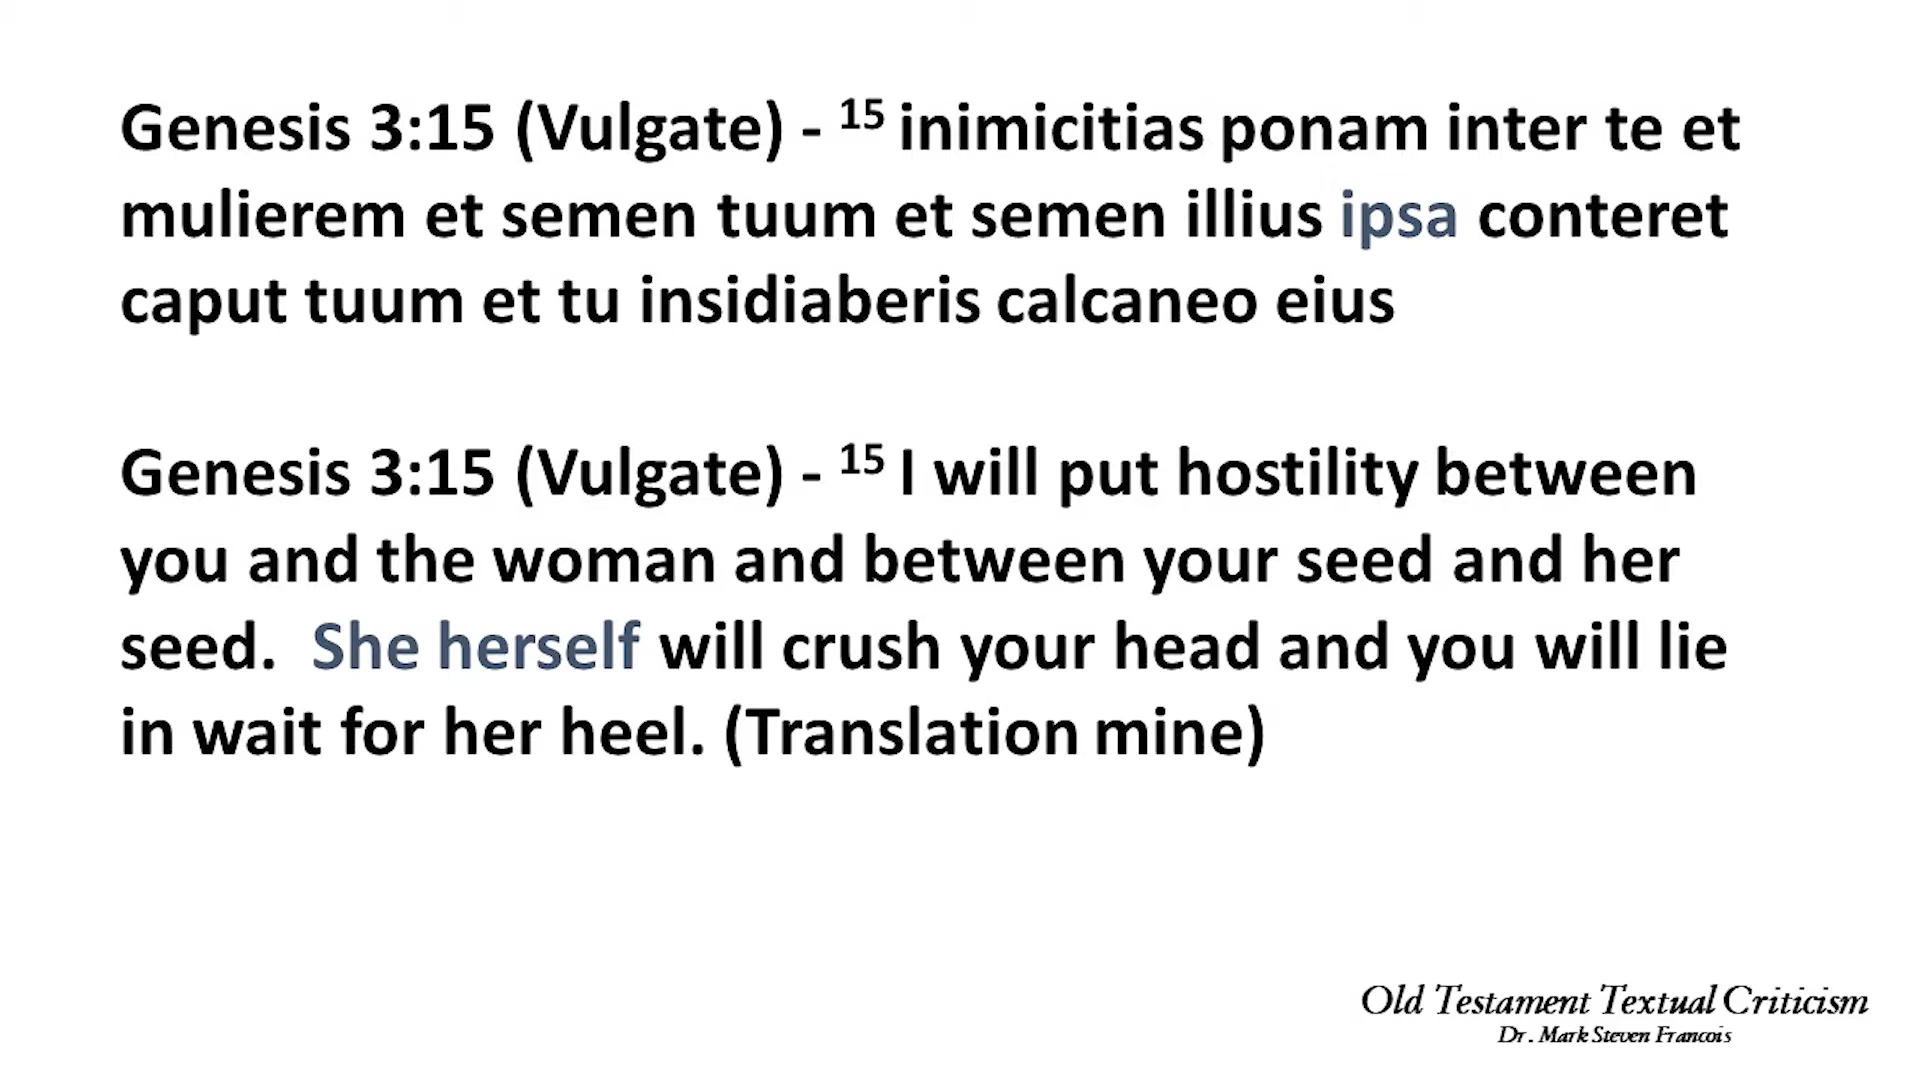 Genesis 3:15 (Vulgate) - 15 inimicitias ponam inter te et
mulierem et semen tuum et semen illius ipsa conteret
caput tuum et tu insidiaberis calcaneo eius
Genesis 3:15 (Vulgate) - 15 I will put hostility between
you and the woman and between your seed and her
seed.  She herself will crush your head and you will lie
in wait for her heel. (Translation mine)
Old Testament Textual Criticism
Dr. Mark Steven Francois